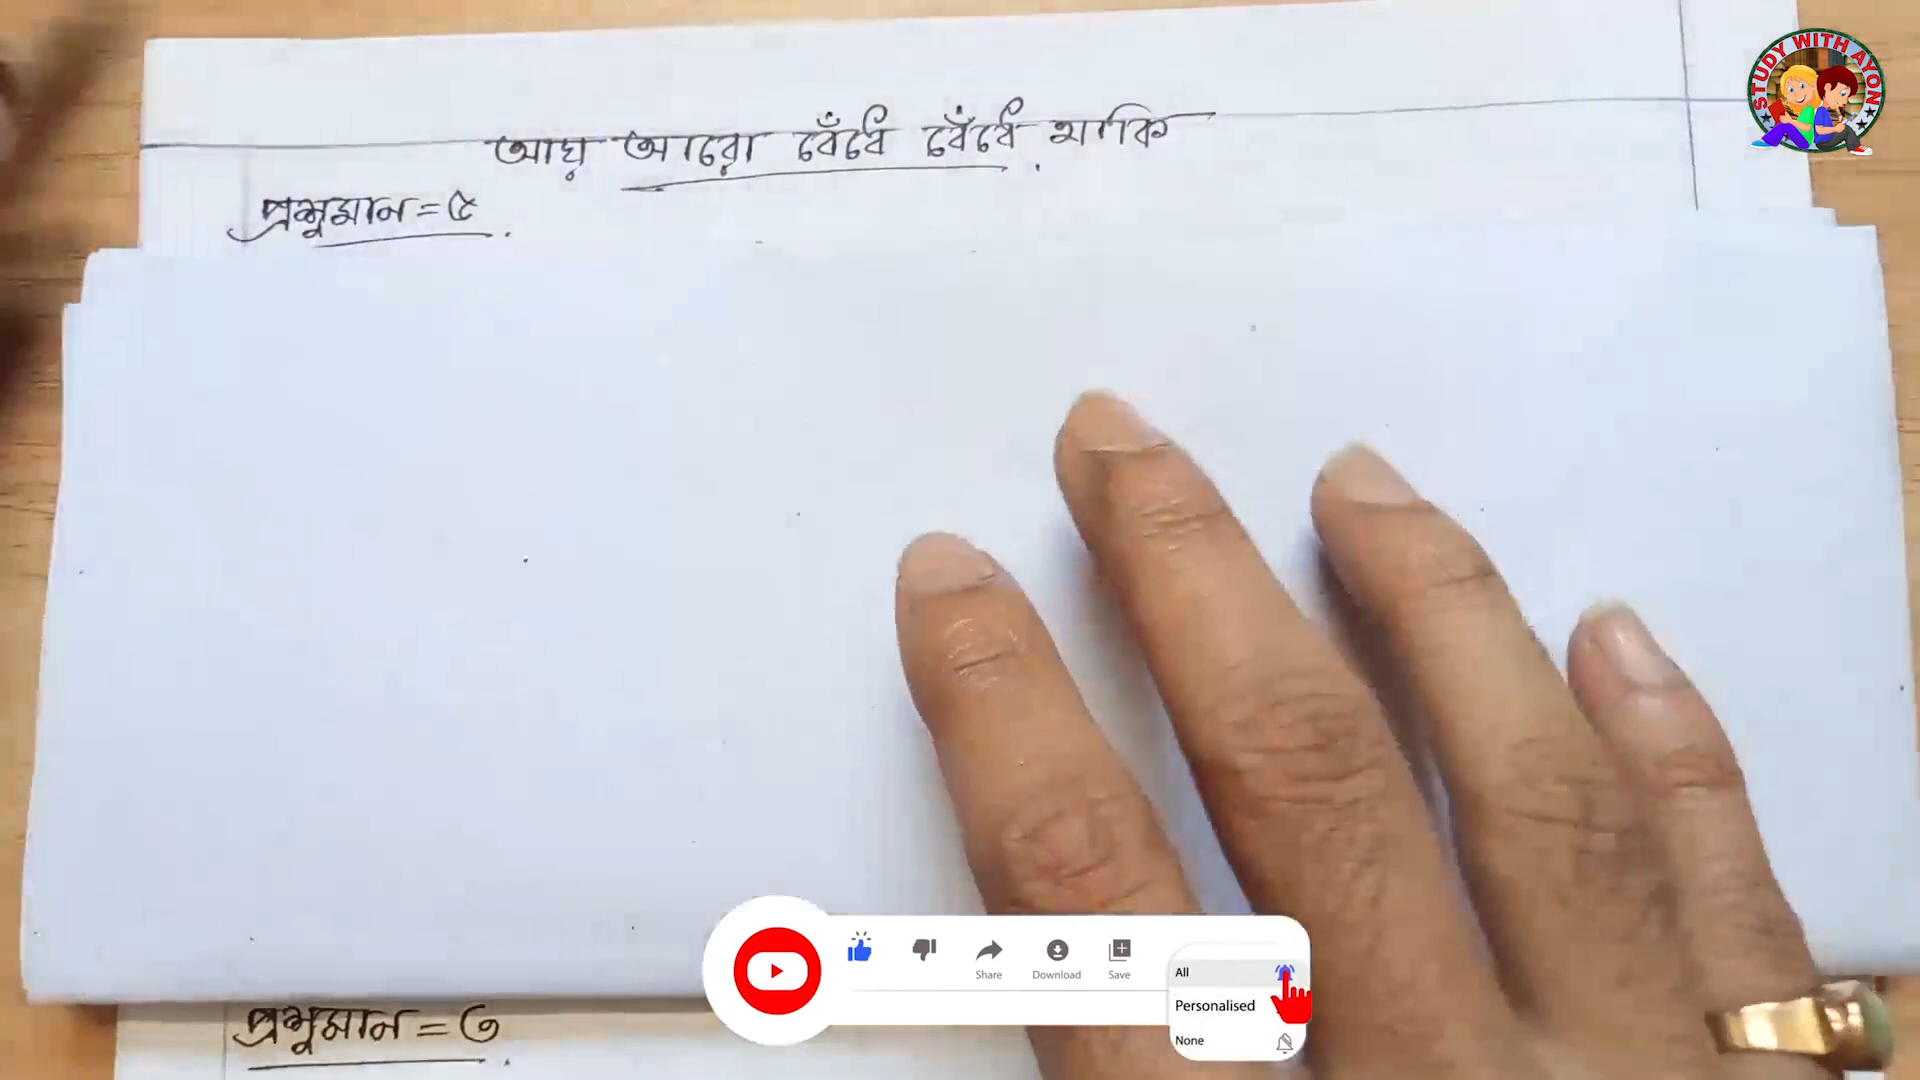 আয় আরো বেঁধে বেঁধে থাকি
প্রশ্নমান = ৫
প্রশ্নমান = ৩
STUDY WITH AYON
Share
Download
Save
All
Personalised
None